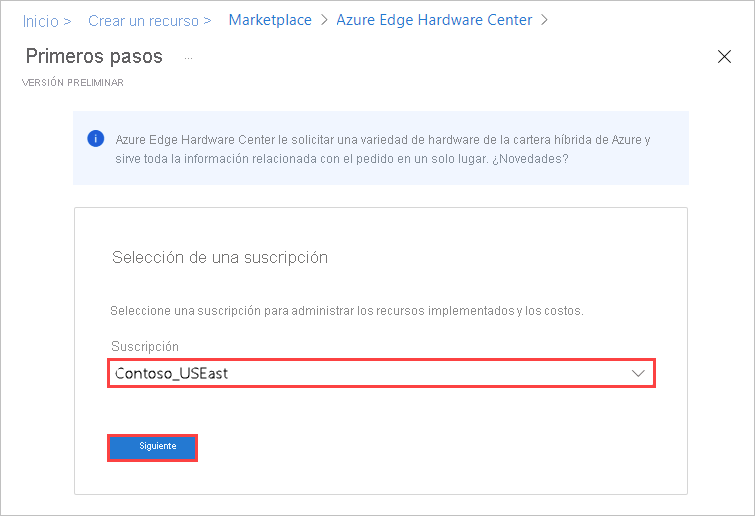 Inicio > Crear un recurso > Marketplace > Azure Edge Hardware Center >
Primeros pasos ...
VERSIÓN PRELIMINAR
Azure Edge Hardware Center le solicitar una variedad de hardware de la cartera híbrida de Azure y
sirve toda la información relacionada con el pedido en un solo lugar. ¿Novedades?
Selección de una suscripción
Seleccione una suscripción para administrar los recursos implementados y los costos.
Suscripción
Contoso_USEast
Siguiente